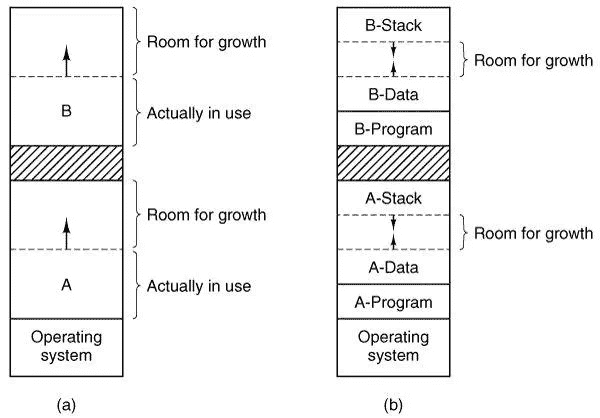 Room for growth
B
Actually in use
Room for growth
A
Actually in use
Operating
system
(a)
B-Stack
Room for growth
B-Data
B-Program
A-Stack
Room for growth
A-Data
A-Program
Operating
system
(b)